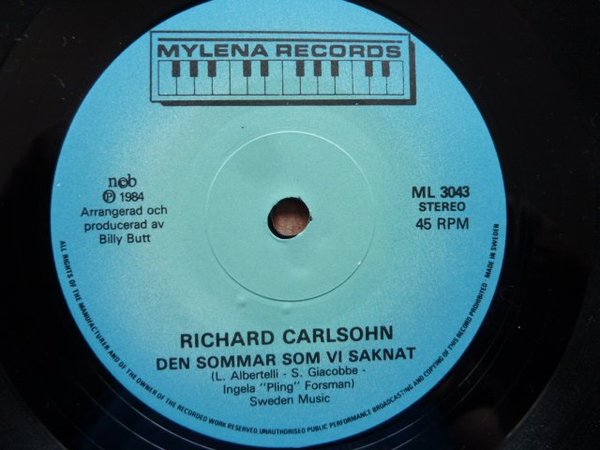 MYLENA RECORDS
ncb
Ⓟ 1984
Arrangerad och
producerad av
Billy Butt
ML 3043
STEREO
45 RPM
RICHARD CARLSOHN
DEN SOMMAR SOM VI SAKNAT
(L. Albertelli - S. Giacobbe -
Ingela "Pling" Forsman)
Sweden Music
ALL RIGHTS OF THE MANUFACTURER AND OF THE OWNER OF THE RECORDED WORK RESERVED. UNAUTHORISED PUBLIC PERFORMANCE BROADCASTING AND COPYING OF THIS RECORD PROHIBITED MADE IN SWEDEN